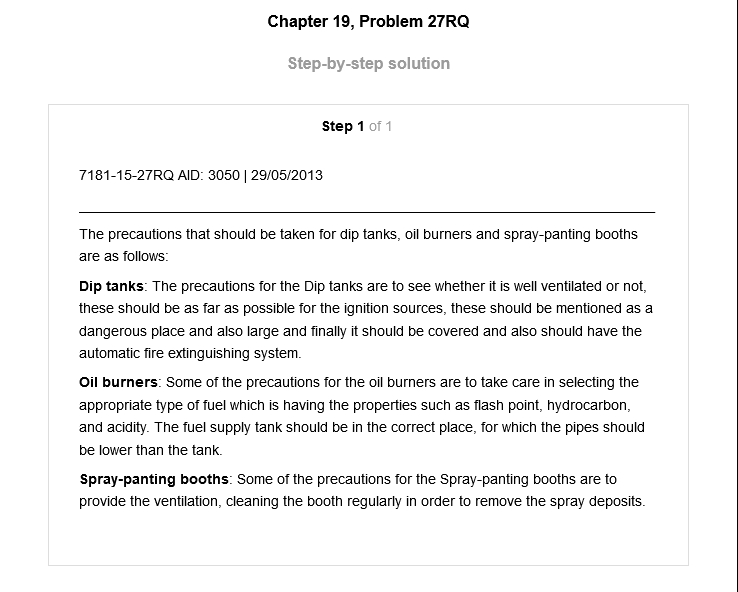 Chapter 19, Problem 27RQ
Step-by-step solution
Step 1 of 1
7181-15-27RQ AID: 3050 | 29/05/2013
The precautions that should be taken for dip tanks, oil burners and spray-panting booths
are as follows:
Dip tanks: The precautions for the Dip tanks are to see whether it is well ventilated or not,
these should be as far as possible for the ignition sources, these should be mentioned as a
dangerous place and also large and finally it should be covered and also should have the
automatic fire extinguishing system.
Oil burners: Some of the precautions for the oil burners are to take care in selecting the
appropriate type of fuel which is having the properties such as flash point, hydrocarbon,
and acidity. The fuel supply tank should be in the correct place, for which the pipes should
be lower than the tank.
Spray-panting booths: Some of the precautions for the Spray-panting booths are to
provide the ventilation, cleaning the booth regularly in order to remove the spray deposits.